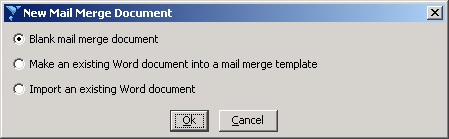 New Mail Merge Document
Blank mail merge document
Make an existing Word document into a mail merge template
Import an existing Word document
Ok Cancel